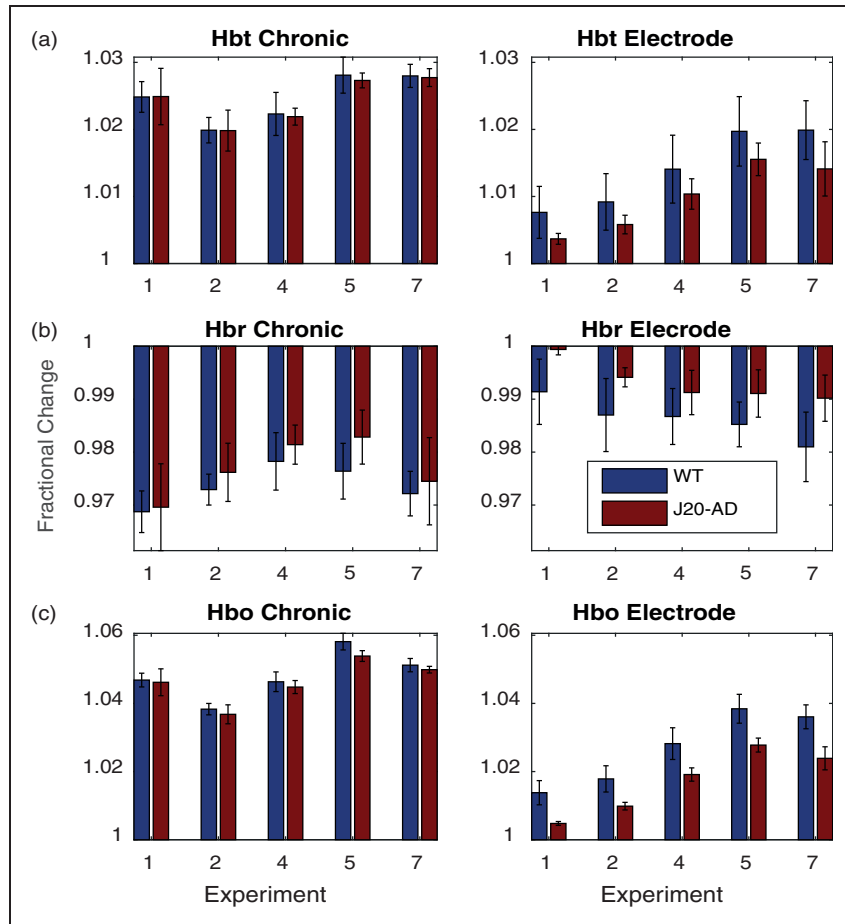 (a) Hbt Chronic Hbt Electrode
1.03 1.03
1.02 1.02
1.01 1.01
1 1
1 2 4 5 7 1 2 4 5 7
(b) Hbr Chronic Hbr Elecrode
Fractional Change
1 1
0.99 0.99
0.98 0.98
0.97 0.97
WT
J20-AD
1 2 4 5 7 1 2 4 5 7
(c) Hbo Chronic Hbo Electrode
1.06 1.06
1.04 1.04
1.02 1.02
1 1
1 2 4 5 7 1 2 4 5 7
Experiment Experiment